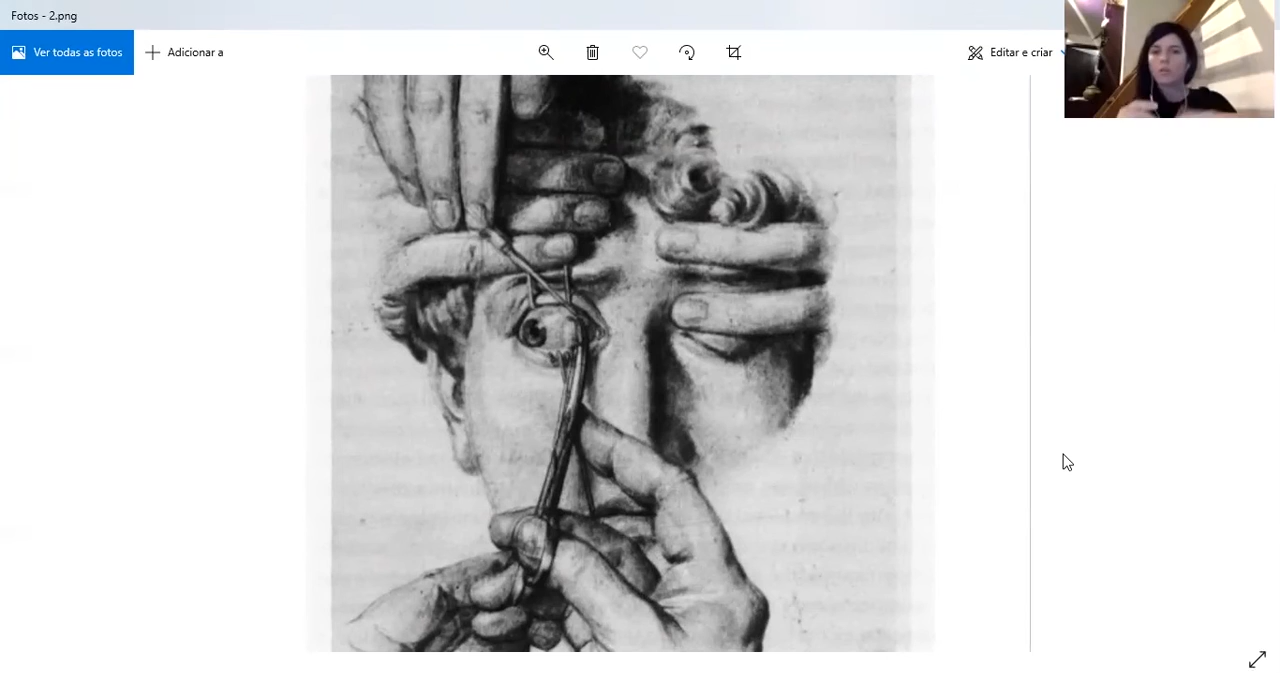 Fotos - 2.png
Ver todas as fotos
Adicionar a
Editar e criar